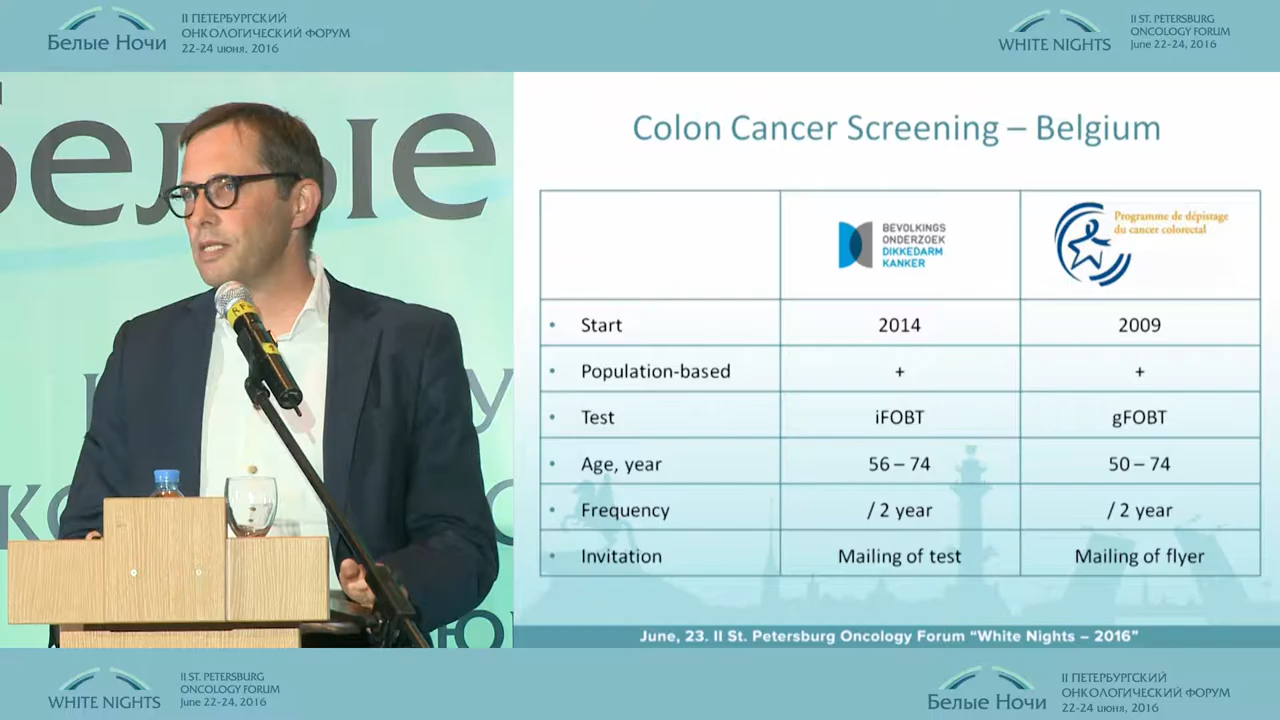 II ПЕТЕРБУРГСКИЙ
ОНКОЛОГИЧЕСКИЙ ФОРУМ
Белые Ночи
22-24 июня, 2016
II ST. PETERSBURG
ONCOLOGY FORUM
WHITE NIGHTS
June 22-24, 2016
Белые
Colon Cancer Screening – Belgium
BEVOLKINGS
ONDERZOEK
DIKKEDARM
KANKER
Programme de dépistage
du cancer colorectal
• Start 2014 2009
• Population-based + +
• Test iFOBT gFOBT
• Age, year 56 – 74 50 – 74
• Frequency / 2 year / 2 year
• Invitation Mailing of test Mailing of flyer
June, 23. II St. Petersburg Oncology Forum “White Nights – 2016”
II ST. PETERSBURG
ONCOLOGY FORUM
WHITE NIGHTS
June 22-24, 2016
II ПЕТЕРБУРГСКИЙ
ОНКОЛОГИЧЕСКИЙ ФОРУМ
Белые Ночи
22-24 июня, 2016